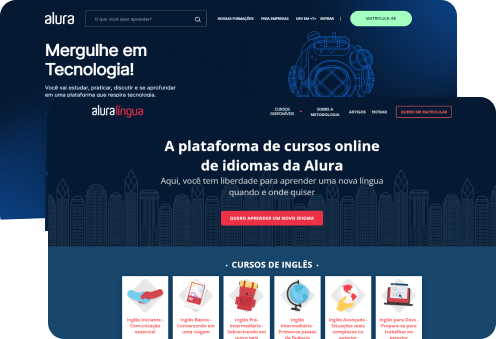 alura
O que você quer aprender?
NOSSAS FORMAÇÕES
PARA EMPRESAS
DEV EM <T>
ENTRAR
MATRICULE-SE
Mergulhe em
Tecnologia!
Você vai estudar, praticar, discutir e se aprofundar
em uma plataforma que respira tecnologia.
aluralíngua
CURSOS
DISPONÍVEIS
SOBRE A
METODOLOGIA
ARTIGOS
ENTRAR
QUERO ME MATRICULAR
A plataforma de cursos online
de idiomas da Alura
Aqui, você tem liberdade para aprender uma nova língua
quando e onde quiser
QUERO APRENDER UM NOVO IDIOMA
• CURSOS DE INGLÊS •
Inglês Iniciante -
Comunicação
essencial
Inglês Básico -
Conversando em
uma viagem
Inglês Pré-
intermediário -
Sobrevivendo em
outro país
Inglês
Intermediário -
Primeiros passos
da fluência
Inglês Avançado -
Situações mais
complexas no
exterior
Inglês para Devs -
Prepare-se para
trabalhar no
exterior